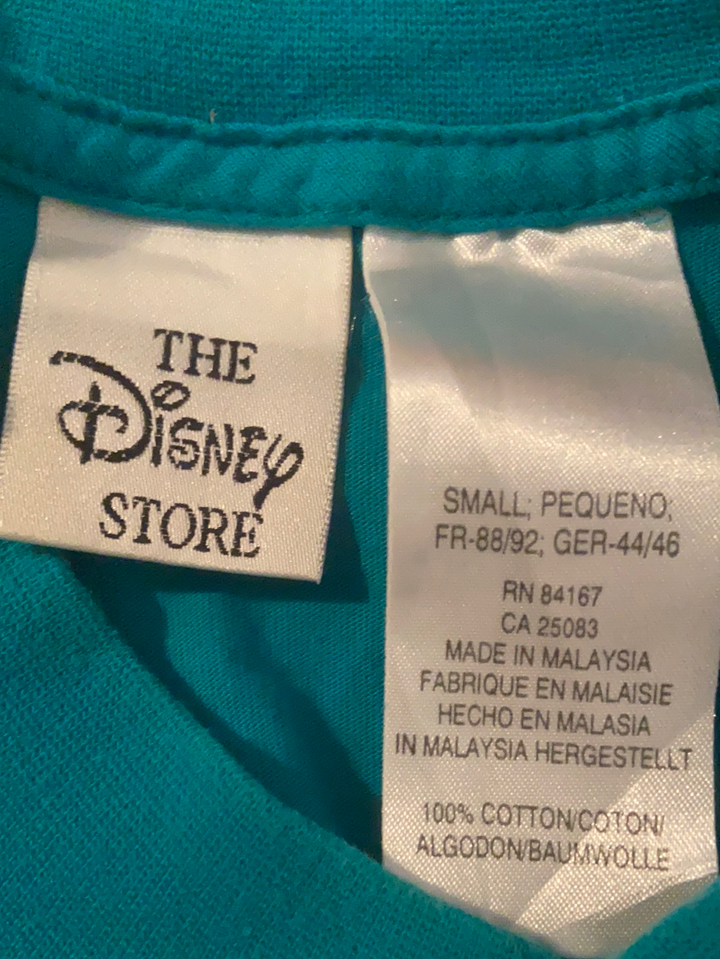 THE
Disney
STORE
SMALL; PEQUENO;
FR-88/92; GER-44/46
RN 84167
CA 25083
MADE IN MALAYSIA
FABRIQUE EN MALAISIE
HECHO EN MALASIA
IN MALAYSIA HERGESTELLT
100% COTTON/COTON/
ALGODON/BAUMWOLLE